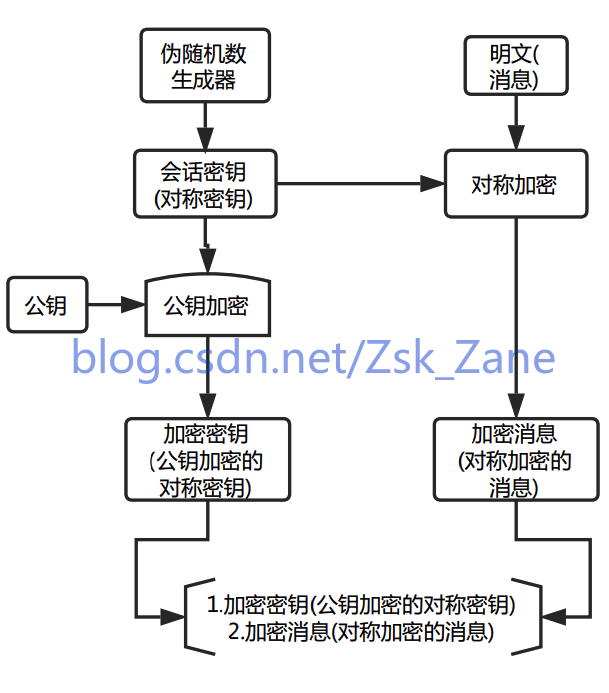 伪随机数
生成器
明文(
消息)
会话密钥
(对称密钥)
对称加密
公钥
公钥加密
blog.csdn.net/Zsk_Zane
加密密钥
(公钥加密的
对称密钥)
加密消息
(对称加密的
消息)
1.加密密钥(公钥加密的对称密钥)
2.加密消息(对称加密的消息)